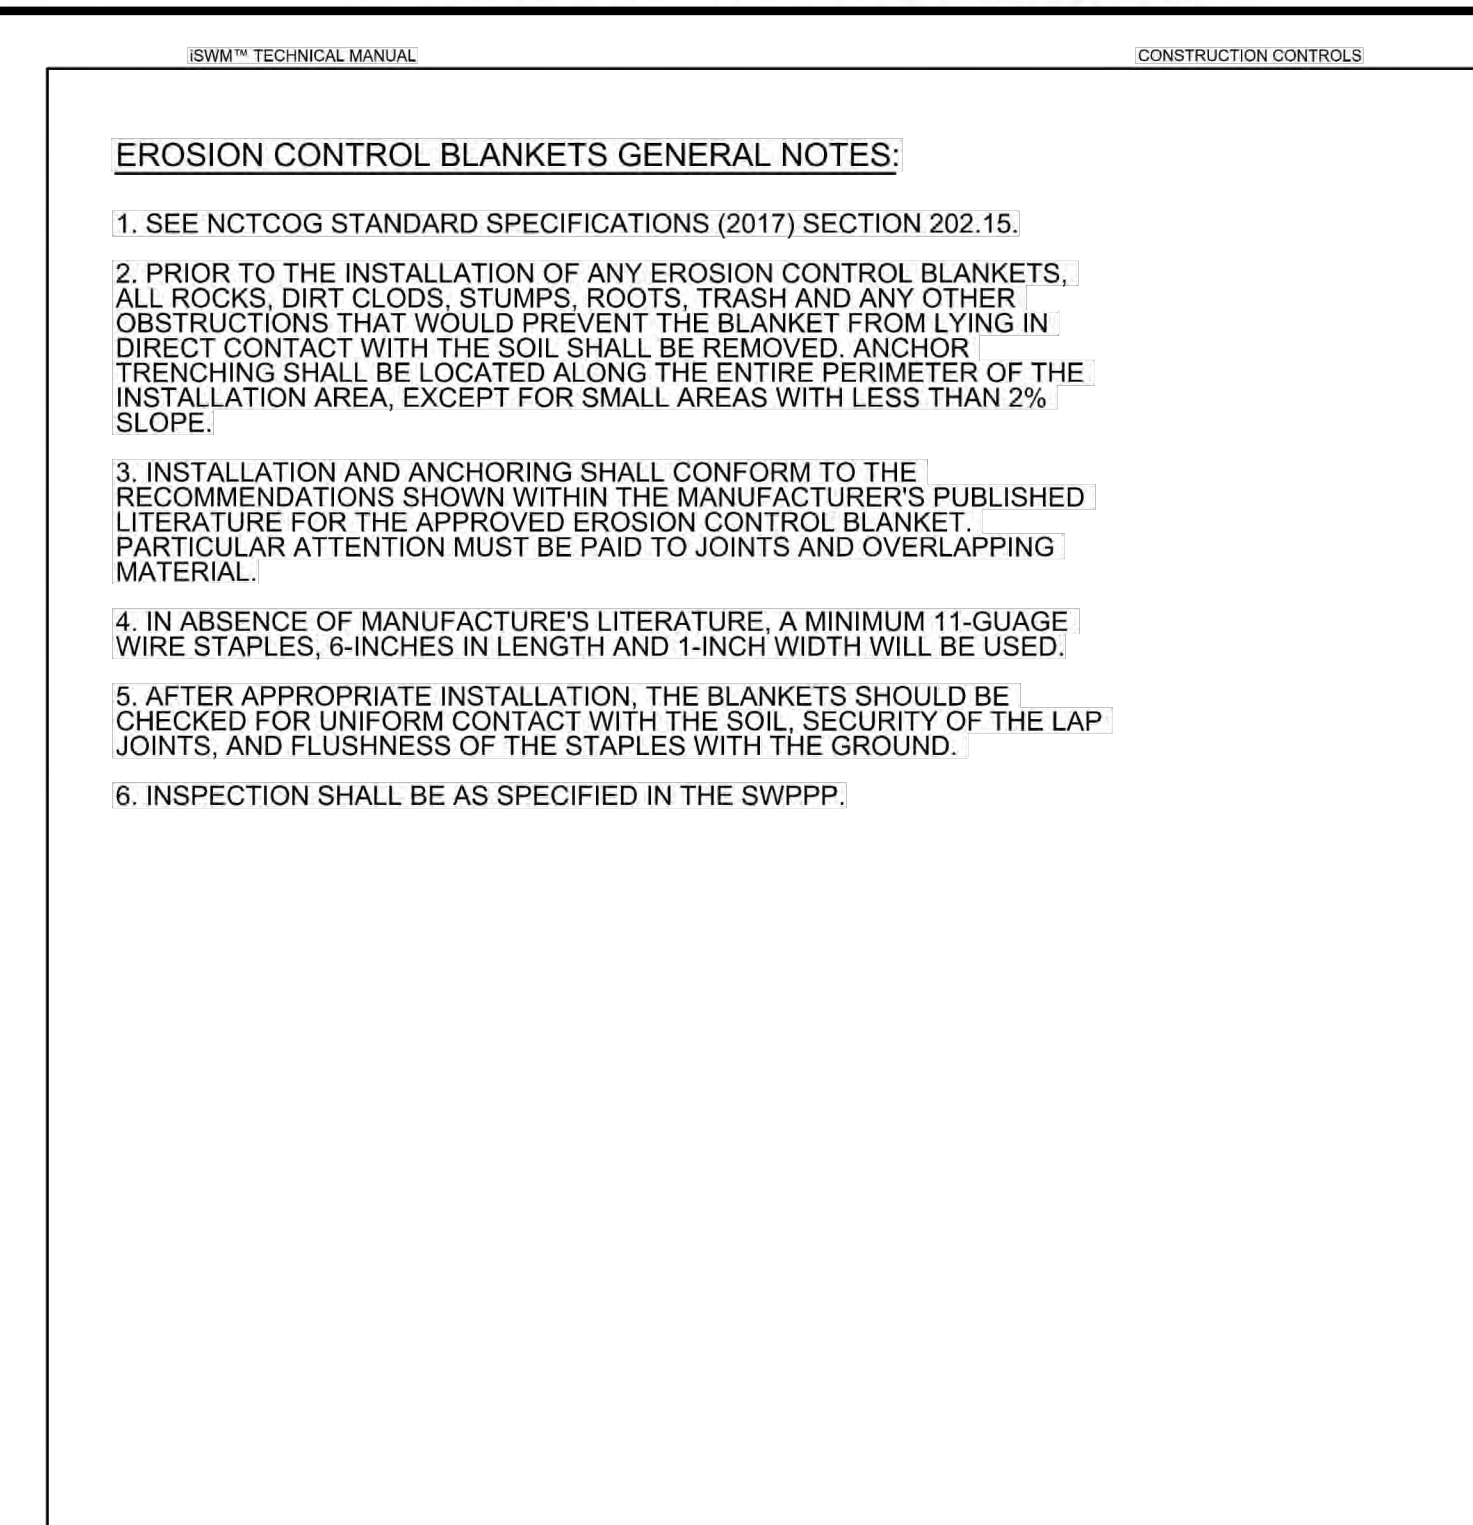 iSWM™ TECHNICAL MANUAL
CONSTRUCTION CONTROLS
EROSION CONTROL BLANKETS GENERAL NOTES:
1. SEE NCTCOG STANDARD SPECIFICATIONS (2017) SECTION 202.15.
2. PRIOR TO THE INSTALLATION OF ANY EROSION CONTROL BLANKETS,
ALL ROCKS, DIRT CLODS, STUMPS, ROOTS, TRASH AND ANY OTHER
OBSTRUCTIONS THAT WOULD PREVENT THE BLANKET FROM LYING IN
DIRECT CONTACT WITH THE SOIL SHALL BE REMOVED. ANCHOR
TRENCHING SHALL BE LOCATED ALONG THE ENTIRE PERIMETER OF THE
INSTALLATION AREA, EXCEPT FOR SMALL AREAS WITH LESS THAN 2%
SLOPE.
3. INSTALLATION AND ANCHORING SHALL CONFORM TO THE
RECOMMENDATIONS SHOWN WITHIN THE MANUFACTURER'S PUBLISHED
LITERATURE FOR THE APPROVED EROSION CONTROL BLANKET.
PARTICULAR ATTENTION MUST BE PAID TO JOINTS AND OVERLAPPING
MATERIAL.
4. IN ABSENCE OF MANUFACTURE'S LITERATURE, A MINIMUM 11-GUAGE
WIRE STAPLES, 6-INCHES IN LENGTH AND 1-INCH WIDTH WILL BE USED.
5. AFTER APPROPRIATE INSTALLATION, THE BLANKETS SHOULD BE
CHECKED FOR UNIFORM CONTACT WITH THE SOIL, SECURITY OF THE LAP
JOINTS, AND FLUSHNESS OF THE STAPLES WITH THE GROUND.
6. INSPECTION SHALL BE AS SPECIFIED IN THE SWPPP.